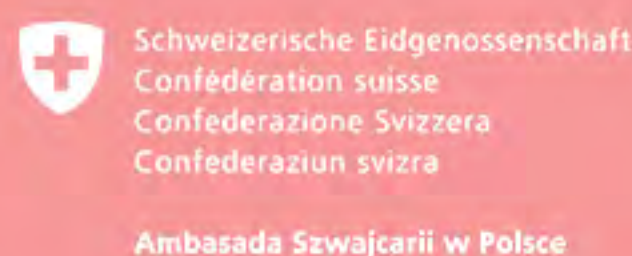 Schweizerische Eidgenossenschaft
Confédération suisse
Confederazione Svizzera
Confederaziun svizra
Ambasada Szwajcarii w Polsce